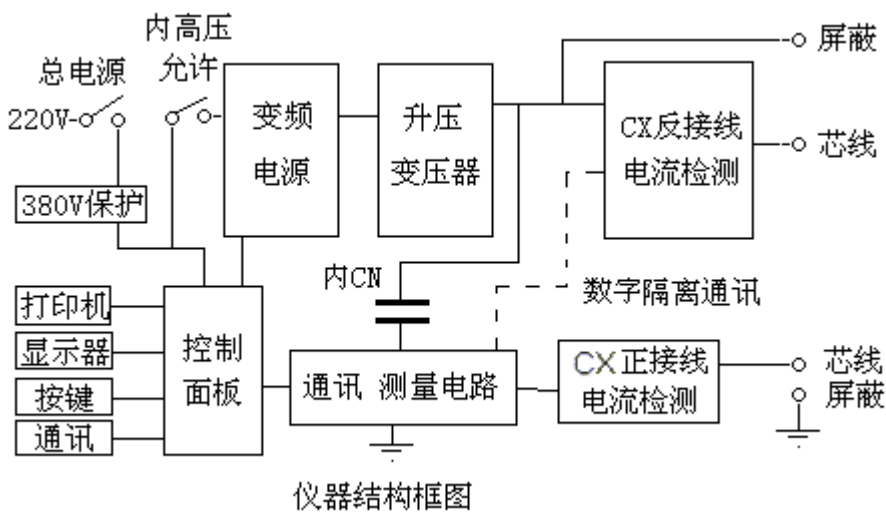 内高压
允许
总电源
220V
380V保护
变频
电源
升压
变压器
CX反接线
电流检测
屏蔽
芯线
内CN
数字隔离通讯
打印机
显示器
按键
通讯
控制
面板
通讯 测量电路
CX正接线
电流检测
芯线
屏蔽
仪器结构框图